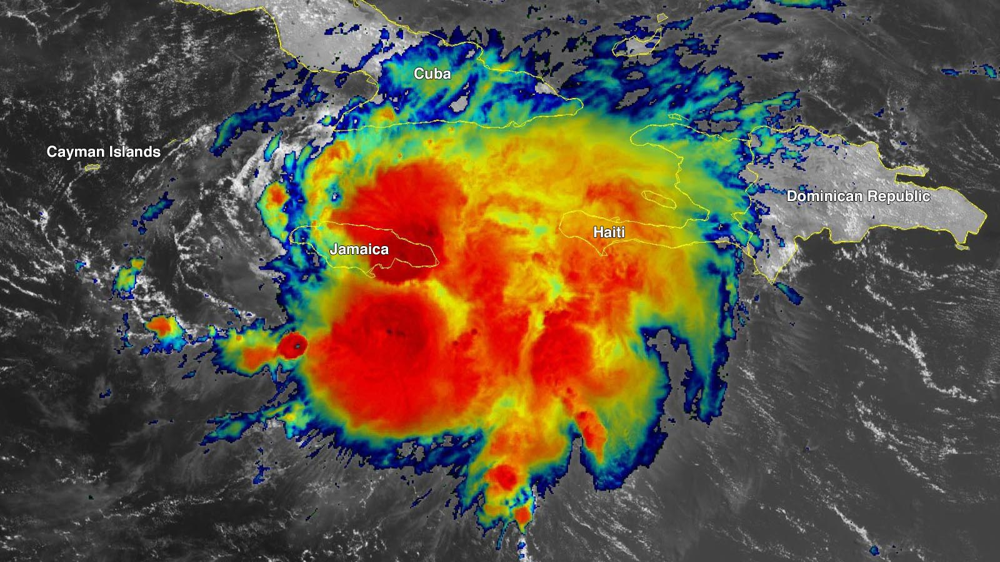 Cuba
Cayman Islands
Dominican Republic
Haiti
Jamaica